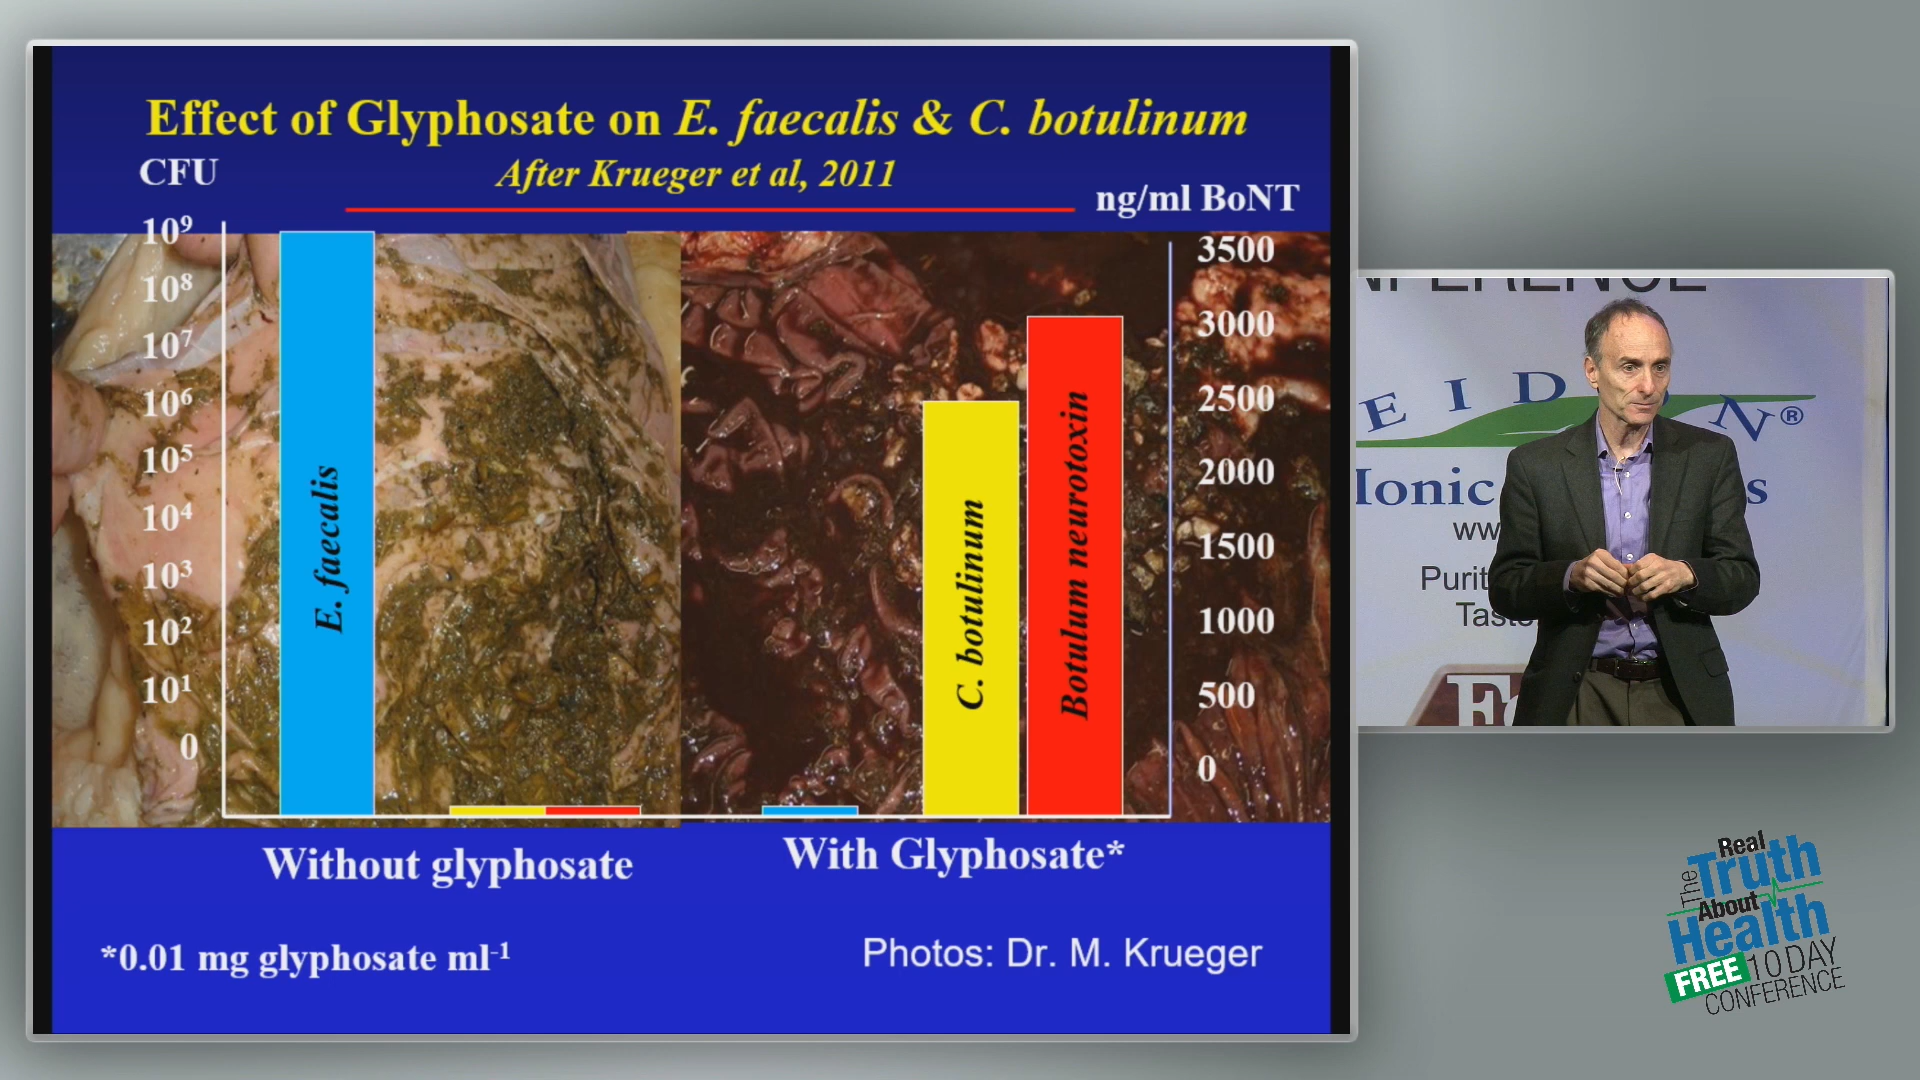 Effect of Glyphosate on E. faecalis & C. botulinum
After Krueger et al, 2011
CFU
ng/ml BoNT
10⁹
10⁸
10⁷
10⁶
10⁵
10⁴
10³
10²
10¹
0
E. faecalis
C. botulinum
Botulum neurotoxin
3500
3000
2500
2000
1500
1000
500
0
Without glyphosate
With Glyphosate*
*0.01 mg glyphosate ml⁻¹
Photos: Dr. M. Krueger
The Real
Truth
About
Health
FREE 10 DAY
CONFERENCE